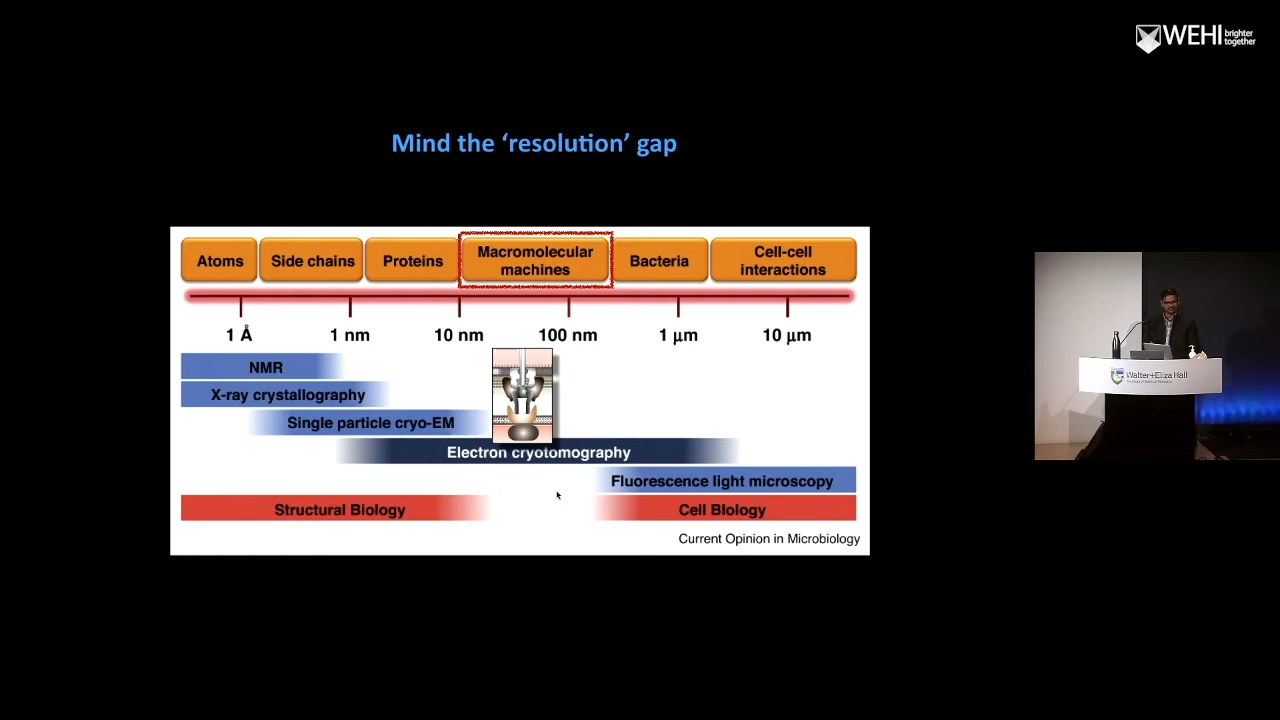 WEHI brighter together
Mind the ‘resolution’ gap
Atoms
Side chains
Proteins
Macromolecular
machines
Bacteria
Cell-cell
interactions
1 Å
1 nm
10 nm
100 nm
1 μm
10 μm
NMR
X-ray crystallography
Single particle cryo-EM
Electron cryotomography
Fluorescence light microscopy
Structural Biology
Cell BIology
Current Opinion in Microbiology
Walter+Eliza Hall